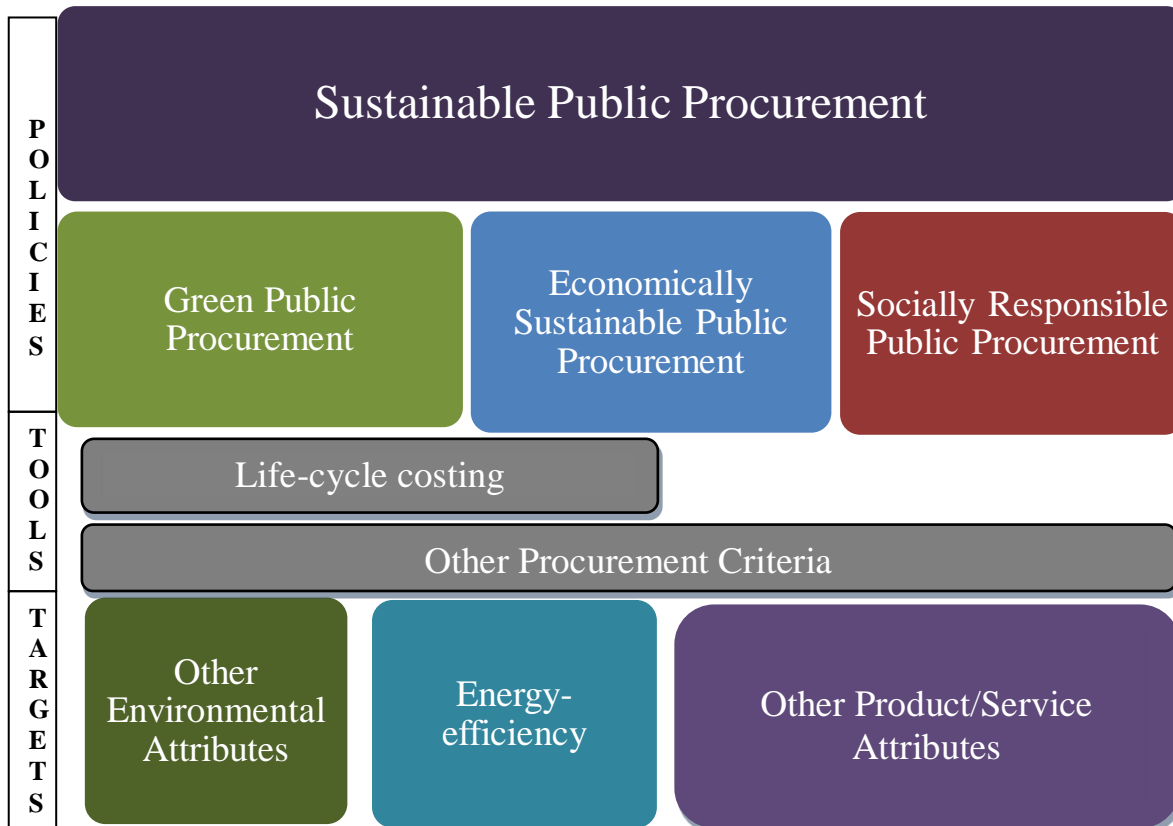 POLICIES
Sustainable Public Procurement
Green Public
Procurement
Economically
Sustainable Public
Procurement
Socially Responsible
Public Procurement
TOOLS
Life-cycle costing
Other Procurement Criteria
TARGETS
Other
Environmental
Attributes
Energy-
efficiency
Other Product/Service
Attributes